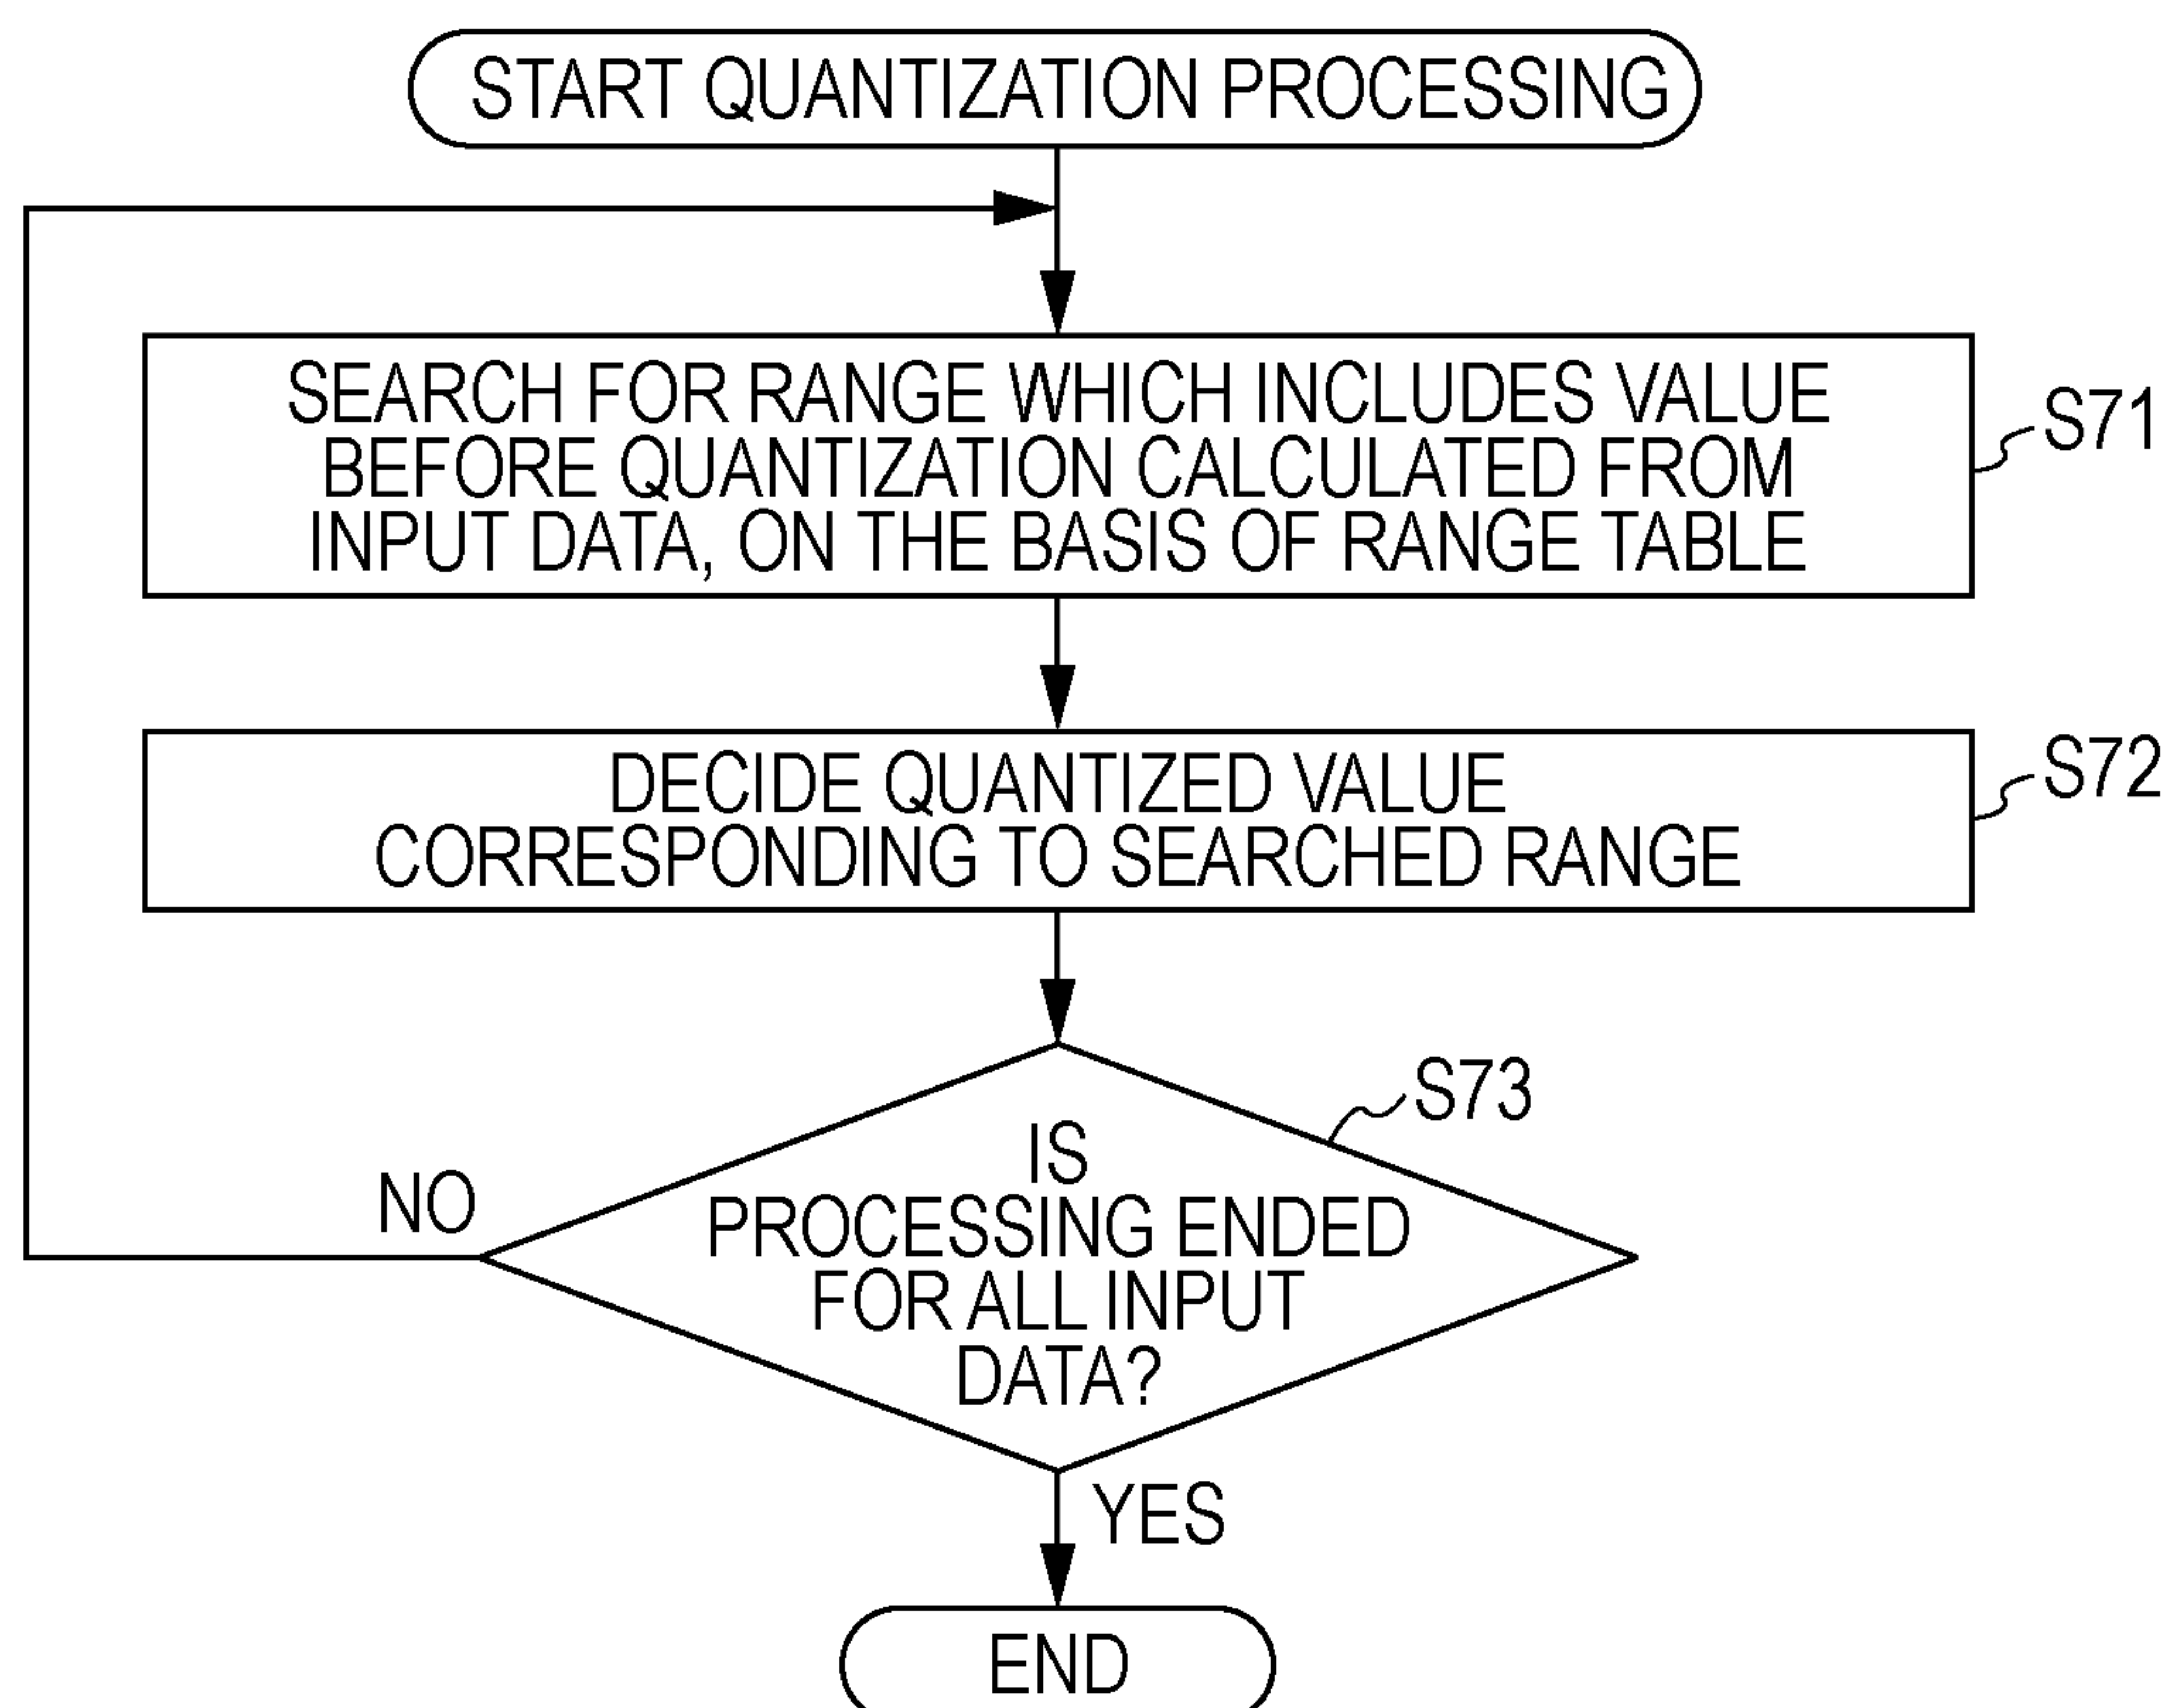 START QUANTIZATION PROCESSING
SEARCH FOR RANGE WHICH INCLUDES VALUE
BEFORE QUANTIZATION CALCULATED FROM
INPUT DATA, ON THE BASIS OF RANGE TABLE
S71
DECIDE QUANTIZED VALUE
CORRESPONDING TO SEARCHED RANGE
S72
S73
IS
PROCESSING ENDED
FOR ALL INPUT
DATA?
NO
YES
END